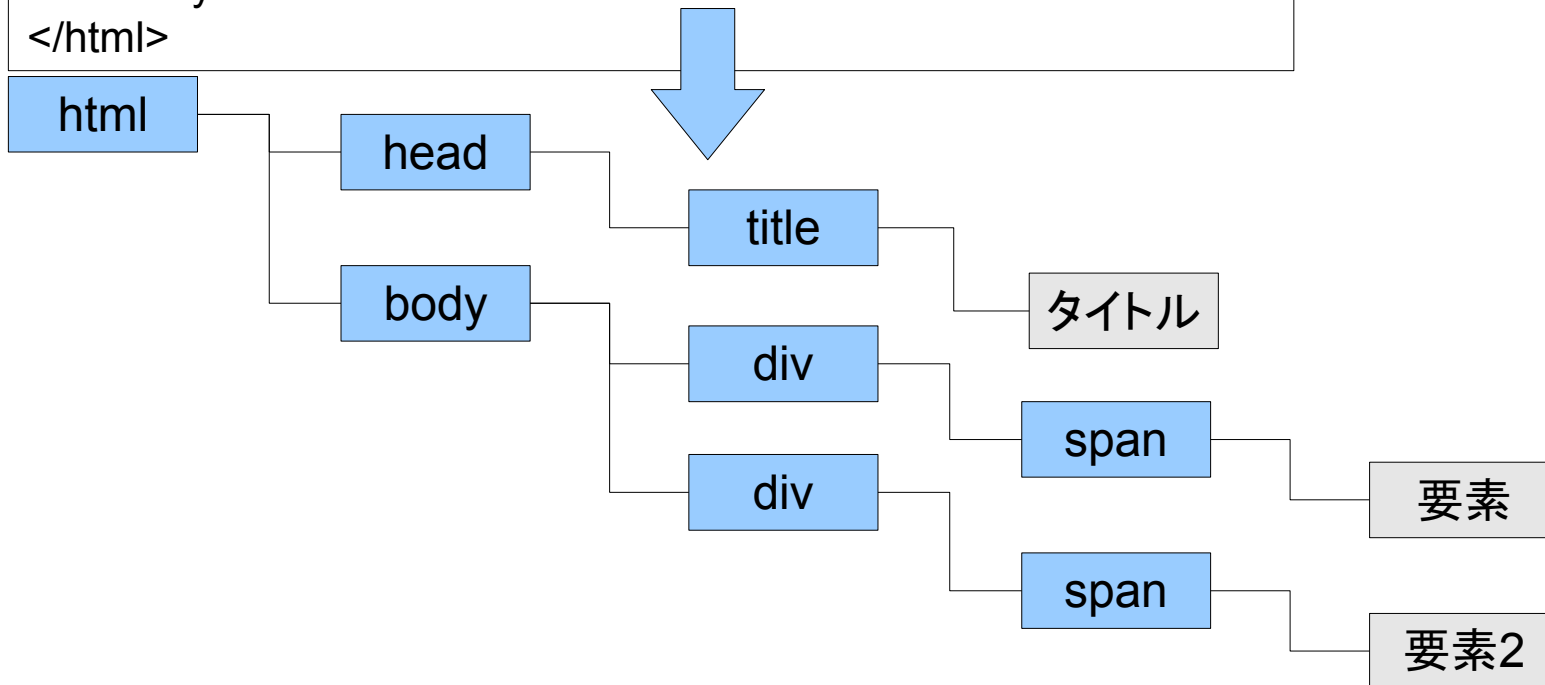 </html>
html
head
title
body
タイトル
div
span
div
要素
span
要素2